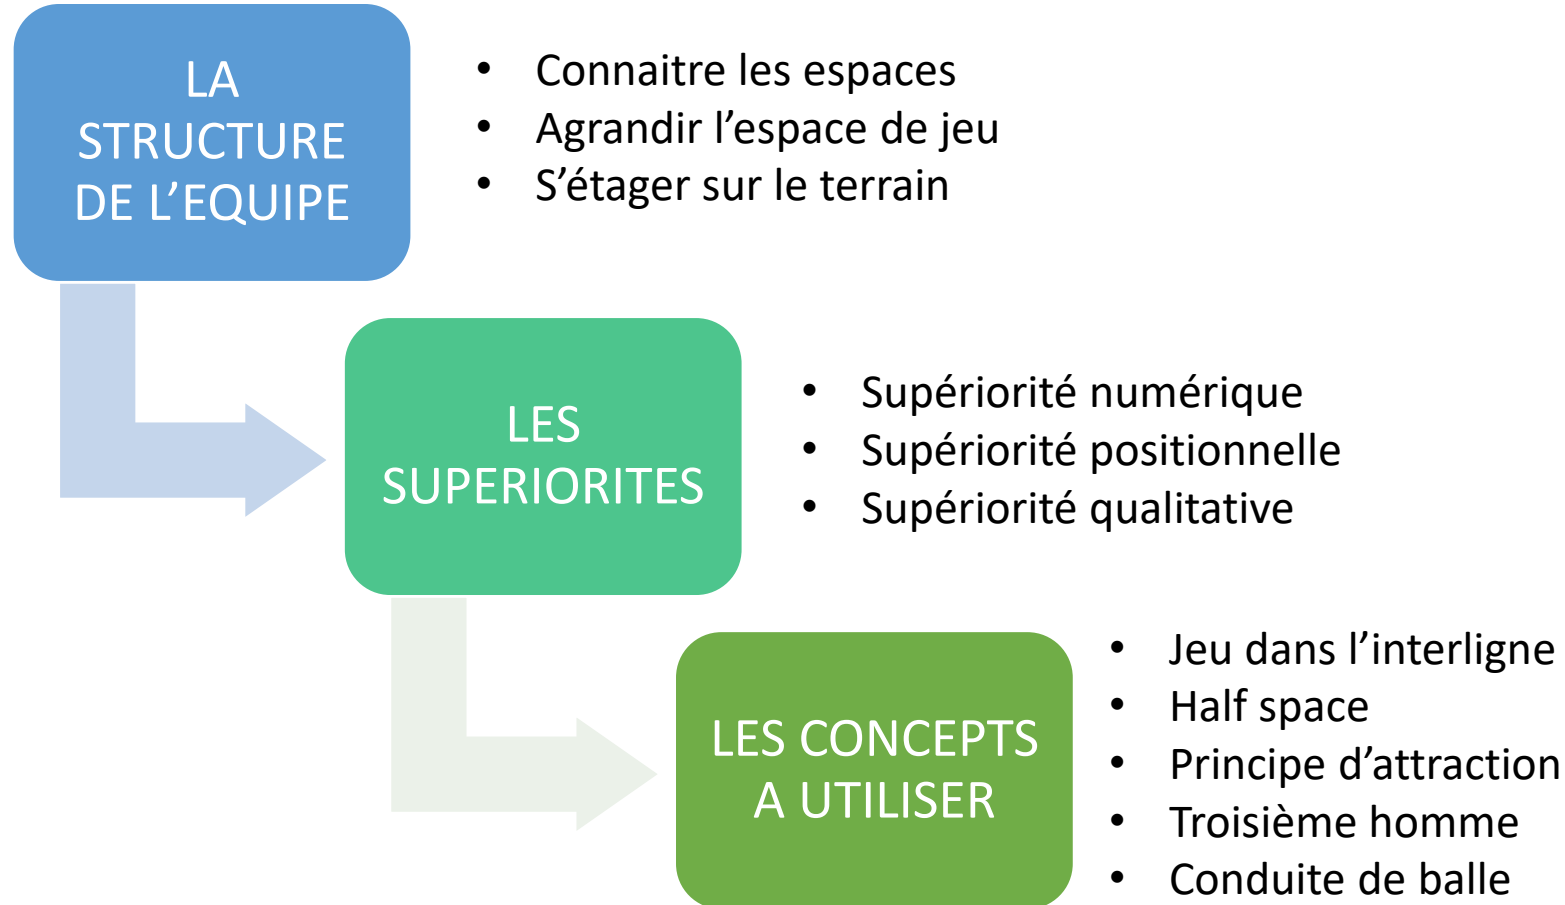 LA
STRUCTURE
DE L’EQUIPE
• Connaitre les espaces
• Agrandir l’espace de jeu
• S’étager sur le terrain
LES
SUPERIORITES
• Supériorité numérique
• Supériorité positionnelle
• Supériorité qualitative
LES CONCEPTS
A UTILISER
• Jeu dans l’interligne
• Half space
• Principe d’attraction
• Troisième homme
• Conduite de balle